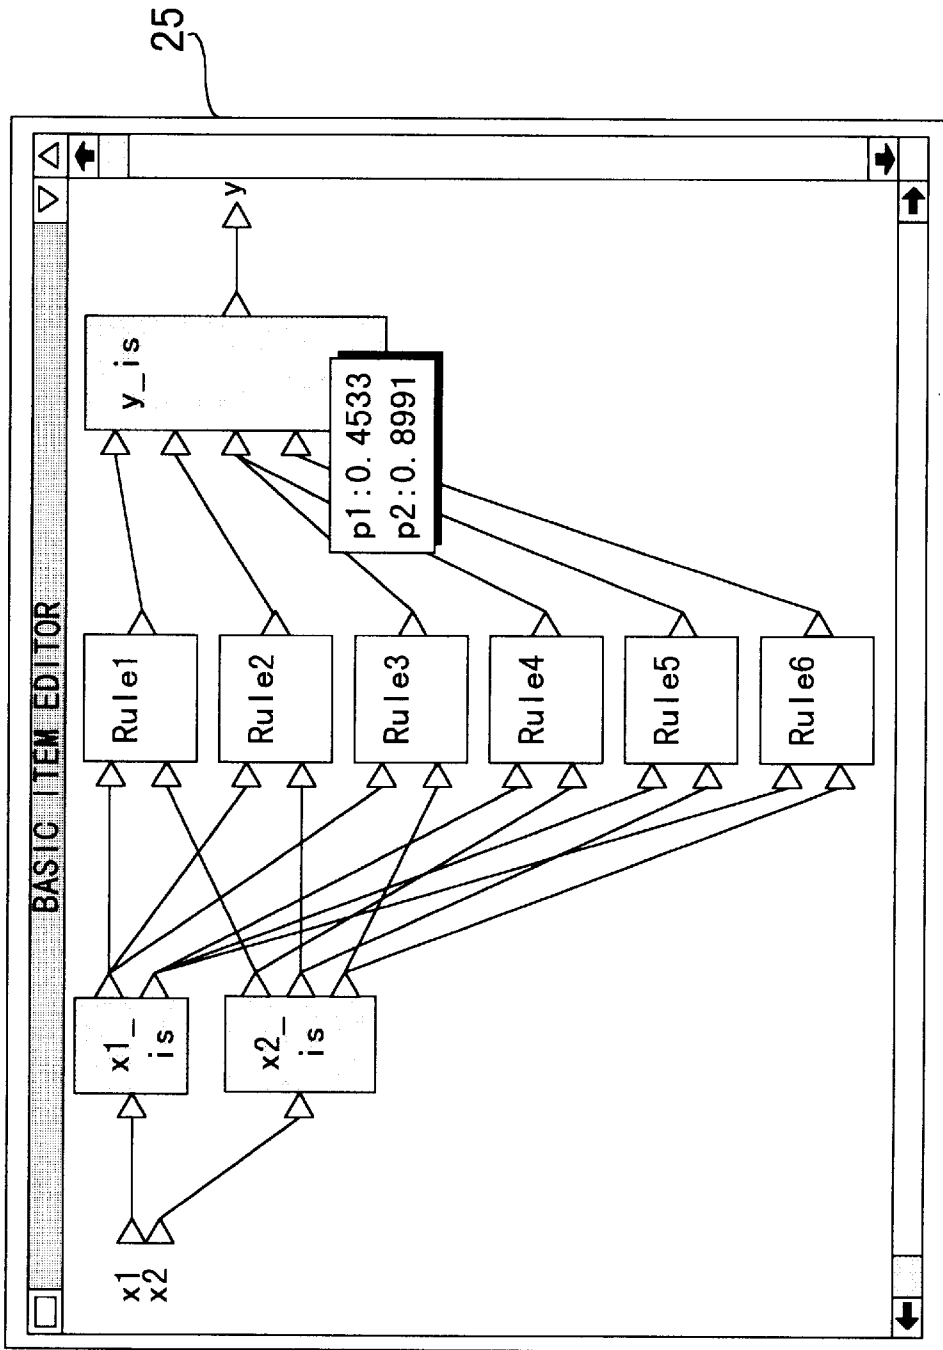 25
BASIC ITEM EDITOR
x1
x2
x1_
is
x2_
is
Rule1
Rule2
Rule3
Rule4
Rule5
Rule6
y_is
p1:0.4533
p2:0.8991
y